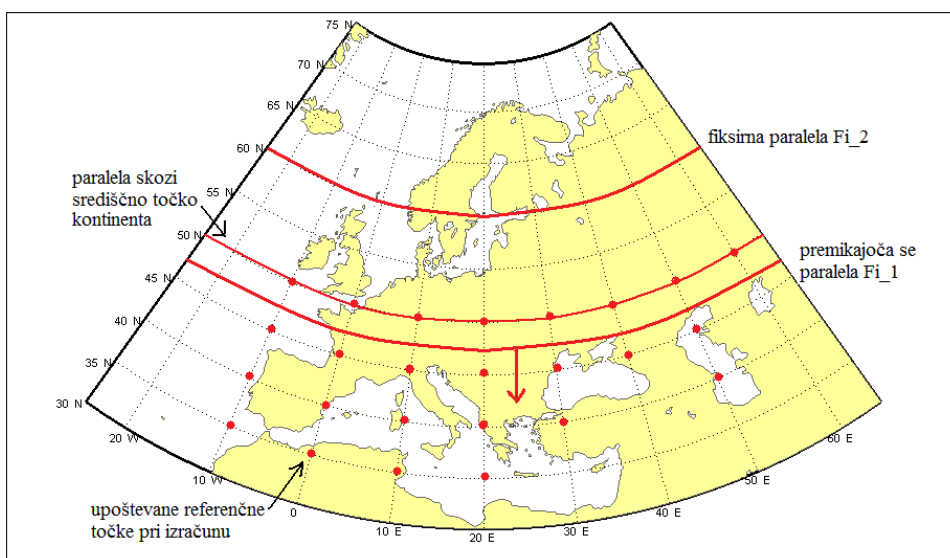 75 N
70 N
65 N
60 N
55 N
50 N
45 N
40 N
35 N
30 N
20 W
10 W
0
10 E
20 E
30 E
40 E
50 E
60 E
fiksirna paralela Fi_2
paralela skozi
središčno točko
kontinenta
premikajoča se
paralela Fi_1
upoštevane referenčne
točke pri izračunu